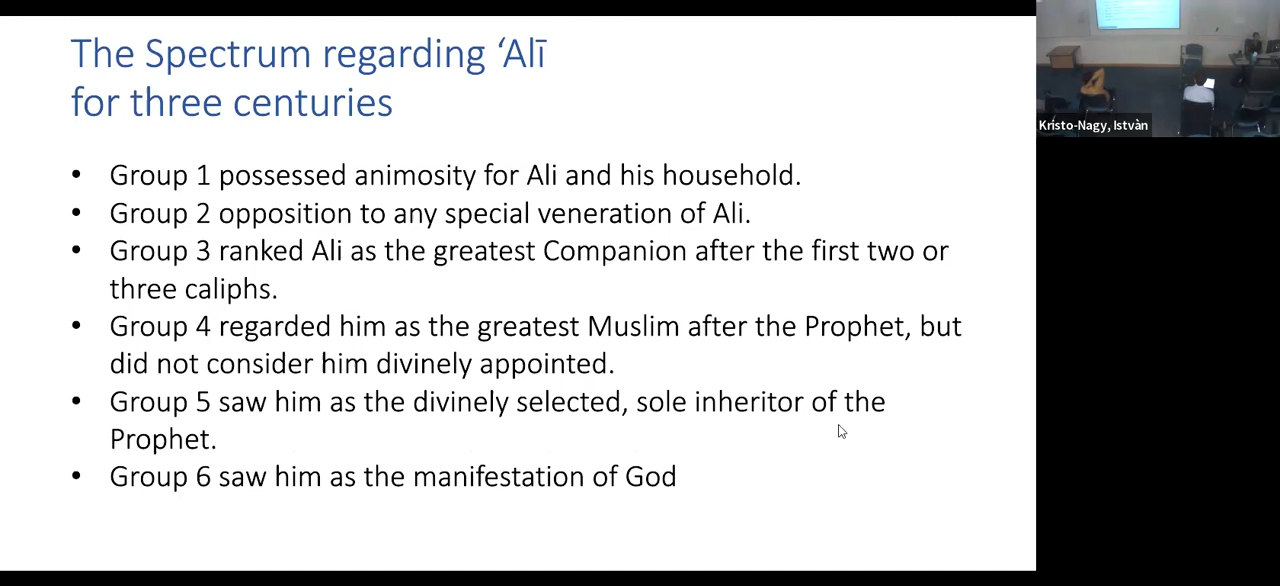 The Spectrum regarding ‘Alī
for three centuries
• Group 1 possessed animosity for Ali and his household.
• Group 2 opposition to any special veneration of Ali.
• Group 3 ranked Ali as the greatest Companion after the first two or
three caliphs.
• Group 4 regarded him as the greatest Muslim after the Prophet, but
did not consider him divinely appointed.
• Group 5 saw him as the divinely selected, sole inheritor of the
Prophet.
• Group 6 saw him as the manifestation of God
Kristo-Nagy, Istvàn